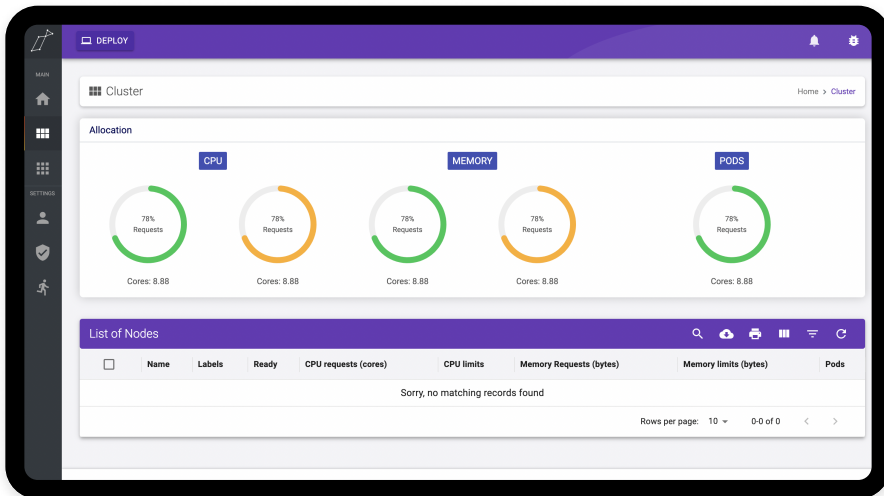 DEPLOY
MAIN
Cluster
Home > Cluster
Allocation
CPU
MEMORY
PODS
78%
Requests
78%
Requests
78%
Requests
78%
Requests
78%
Requests
Cores: 8.88
Cores: 8.88
Cores: 8.88
Cores: 8.88
Cores: 8.88
SETTINGS
List of Nodes
Name Labels Ready CPU requests (cores) CPU limits Memory Requests (bytes) Memory limits (bytes) Pods
Sorry, no matching records found
Rows per page: 10 0-0 of 0